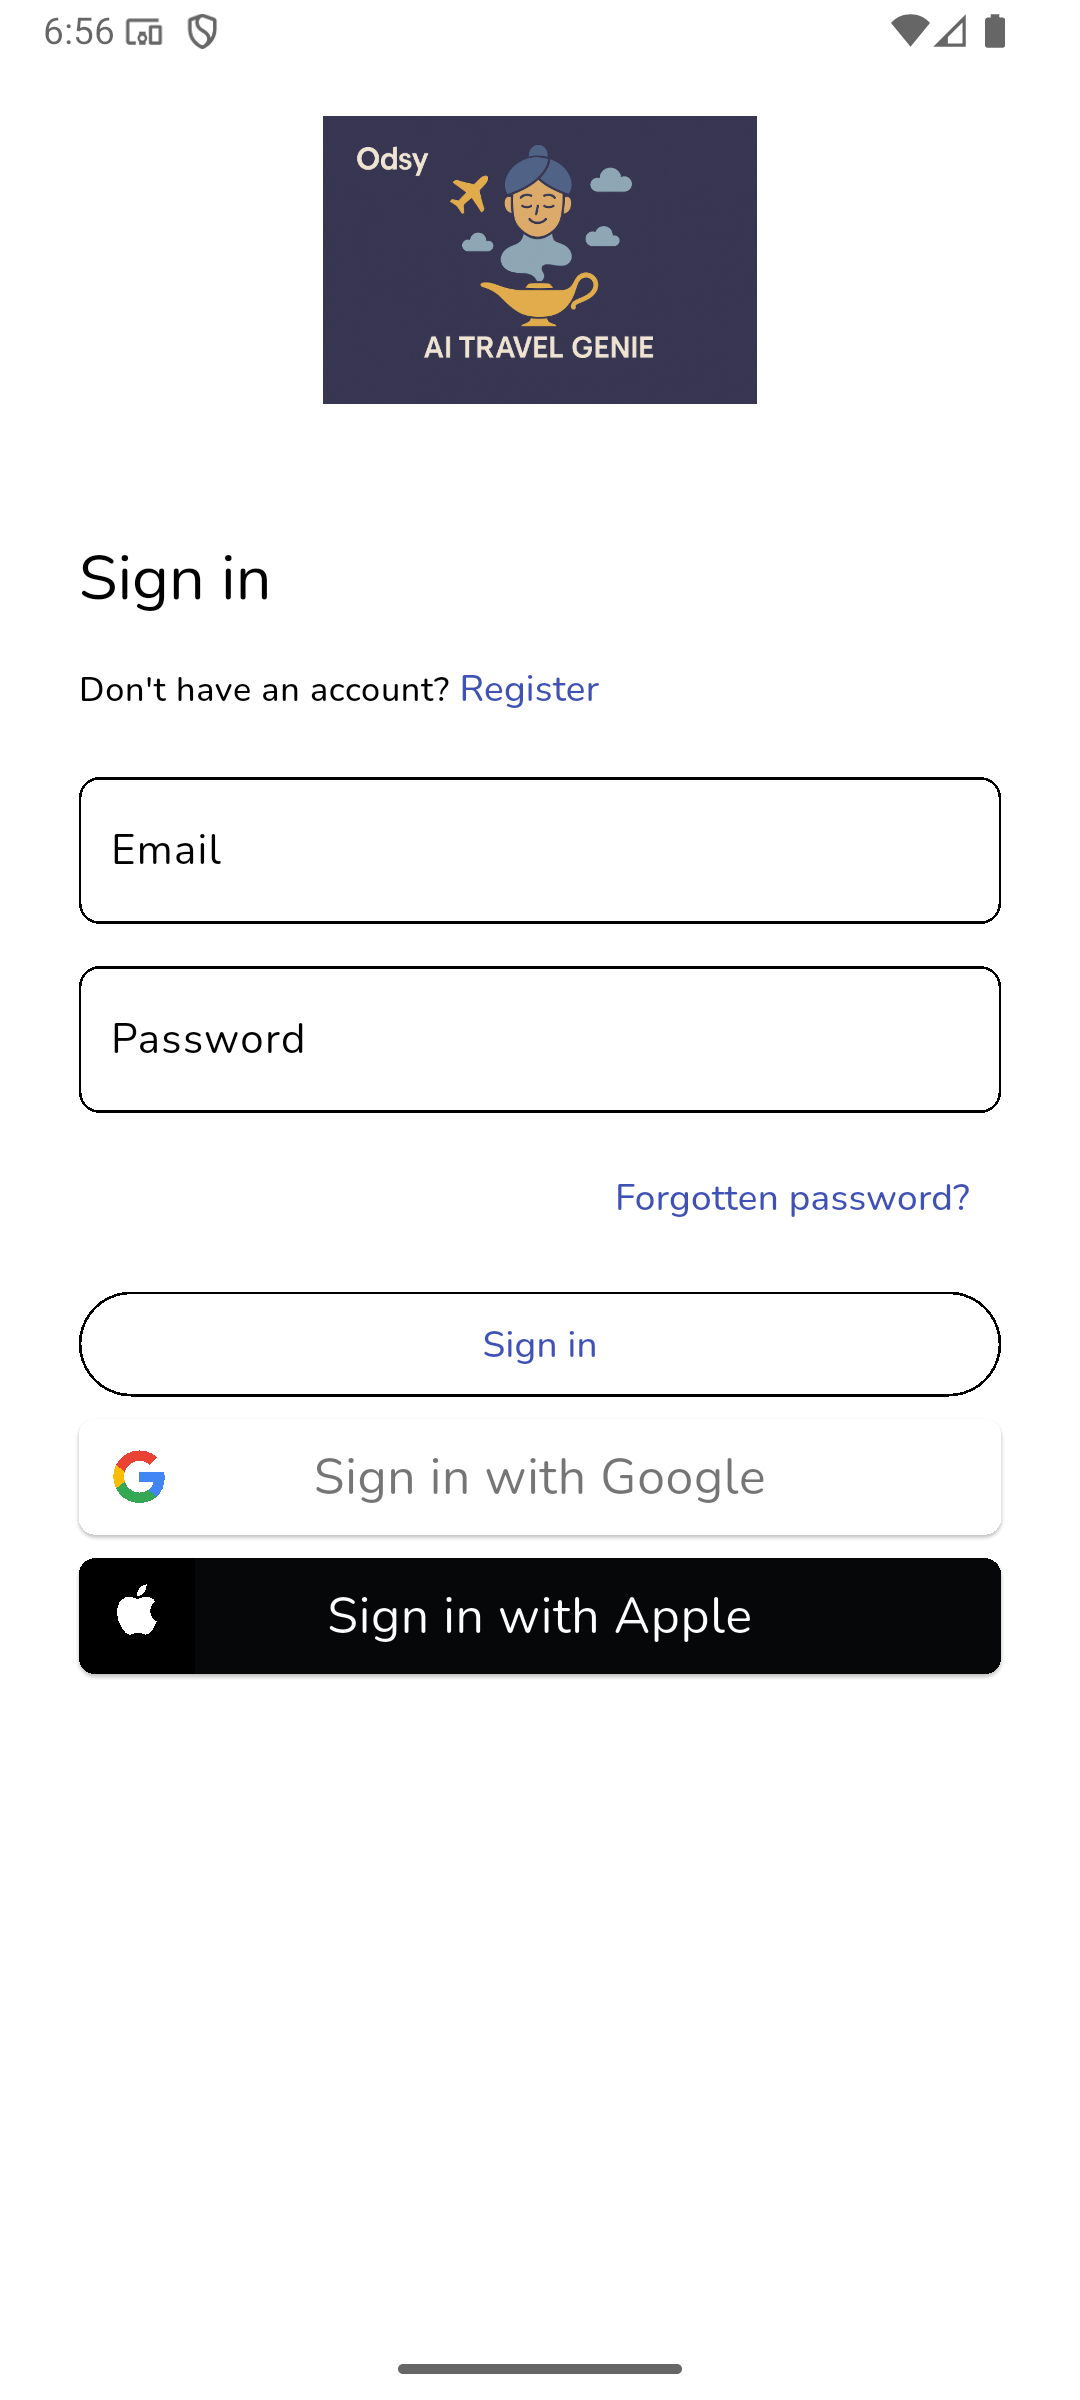 6:56
Odsy
AI TRAVEL GENIE
Sign in
Don't have an account? Register
Email
Password
Forgotten password?
Sign in
Sign in with Google
Sign in with Apple